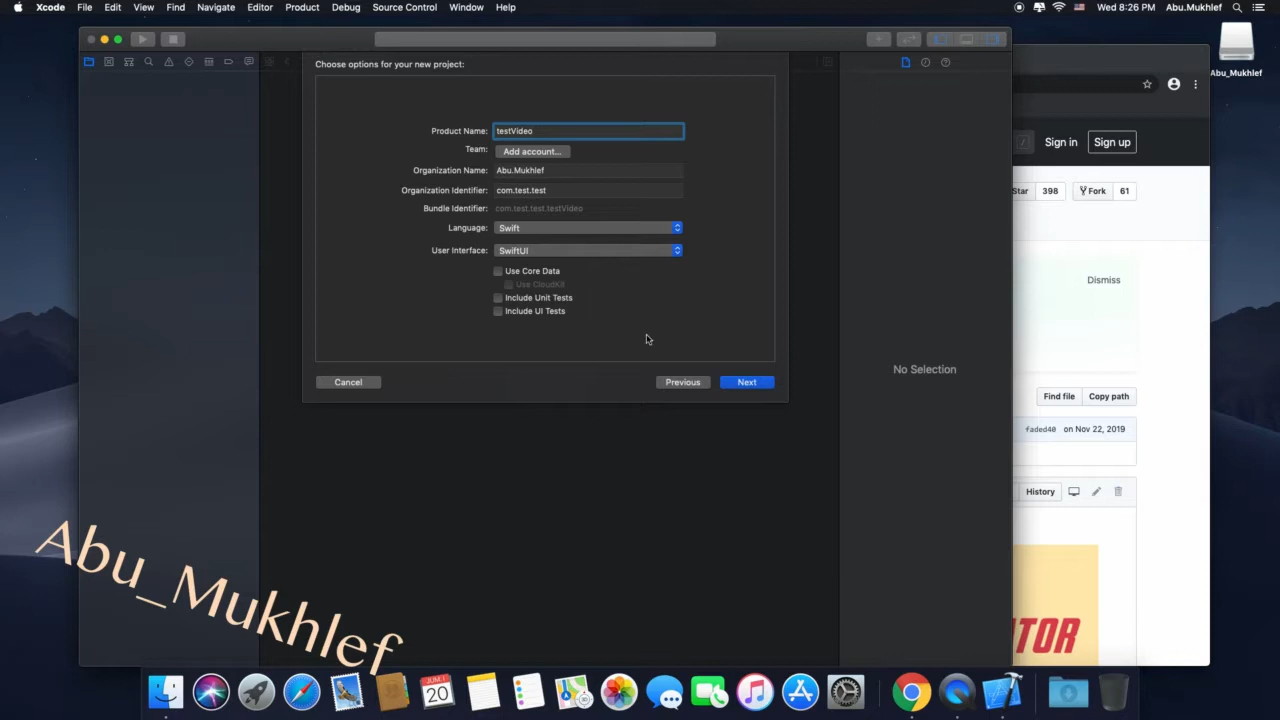 Xcode File Edit View Find Navigate Editor Product Debug Source Control Window Help
Wed 8:26 PM Abu.Mukhlef
Abu_Mukhlef
Choose options for your new project:
Product Name: testVideo
Team: Add account...
Organization Name: Abu.Mukhlef
Organization Identifier: com.test.test
Bundle Identifier: com.test.test.testVideo
Language: Swift
User Interface: SwiftUI
Use Core Data
Use CloudKit
Include Unit Tests
Include UI Tests
Cancel Previous Next
No Selection
Sign in Sign up
Star 398 Fork 61
Dismiss
Find file Copy path
faded40 on Nov 22, 2019
History
TOR
Abu_Mukhlef
20